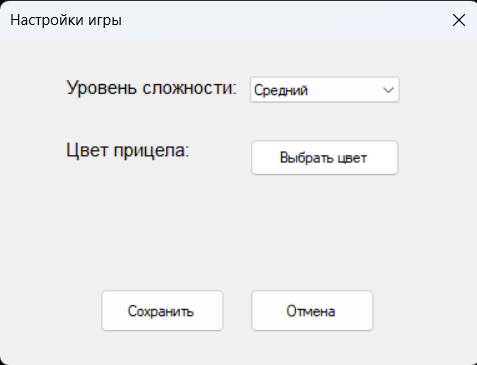 Настройки игры
Уровень сложности: Средний
Цвет прицела: Выбрать цвет
Сохранить Отмена